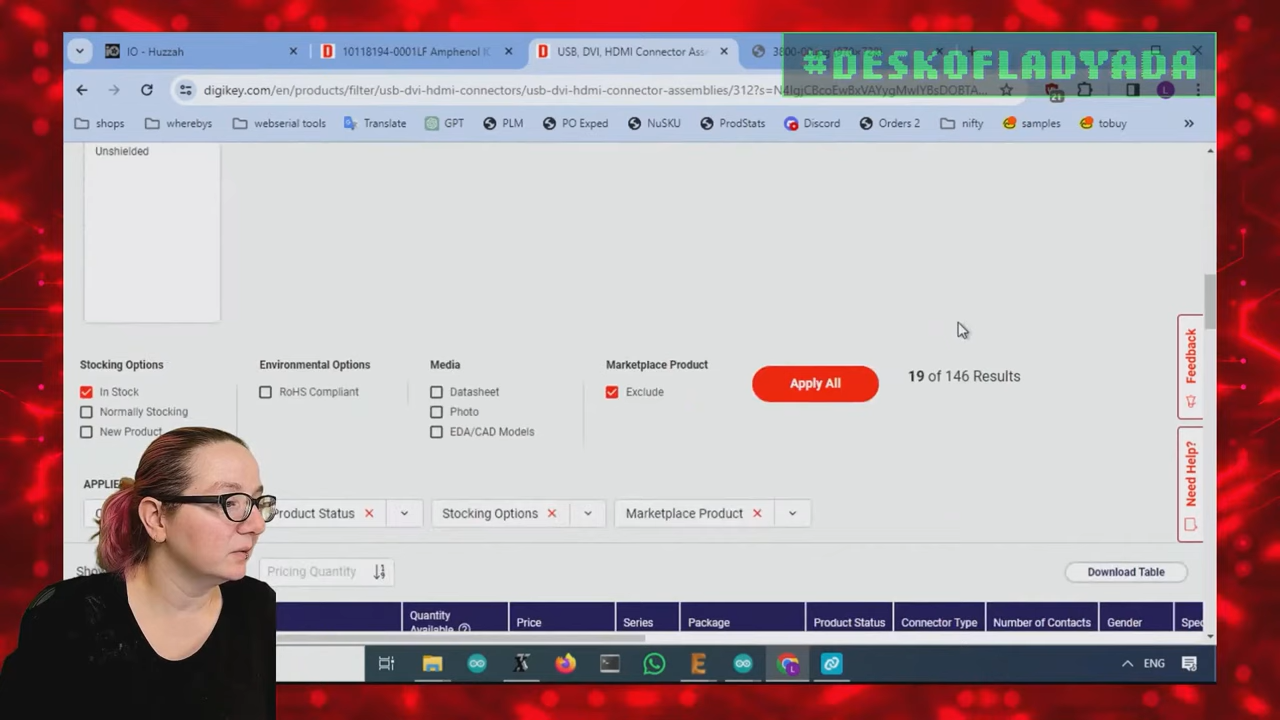 #DESKOFLADYADA
IO - Huzzah
10118194-0001LF Amphenol IC
USB, DVI, HDMI Connector Asse
digikey.com/en/products/filter/usb-dvi-hdmi-connectors/usb-dvi-hdmi-connector-assemblies/312?s=
shops
whereby
webserial tools
Translate
GPT
PLM
PO Exped
NuSKU
ProdStats
Discord
Orders 2
nifty
samples
tobuy
Unshielded
Stocking Options
Environmental Options
Media
Marketplace Product
In Stock
RoHS Compliant
Datasheet
Exclude
Apply All
19 of 146 Results
Normally Stocking
Photo
New Product
EDA/CAD Models
Feedback
Need Help?
Product Status
Stocking Options
Marketplace Product
Pricing Quantity
Download Table
Quantity
Available
Price
Series
Package
Product Status
Connector Type
Number of Contacts
Gender
ENG